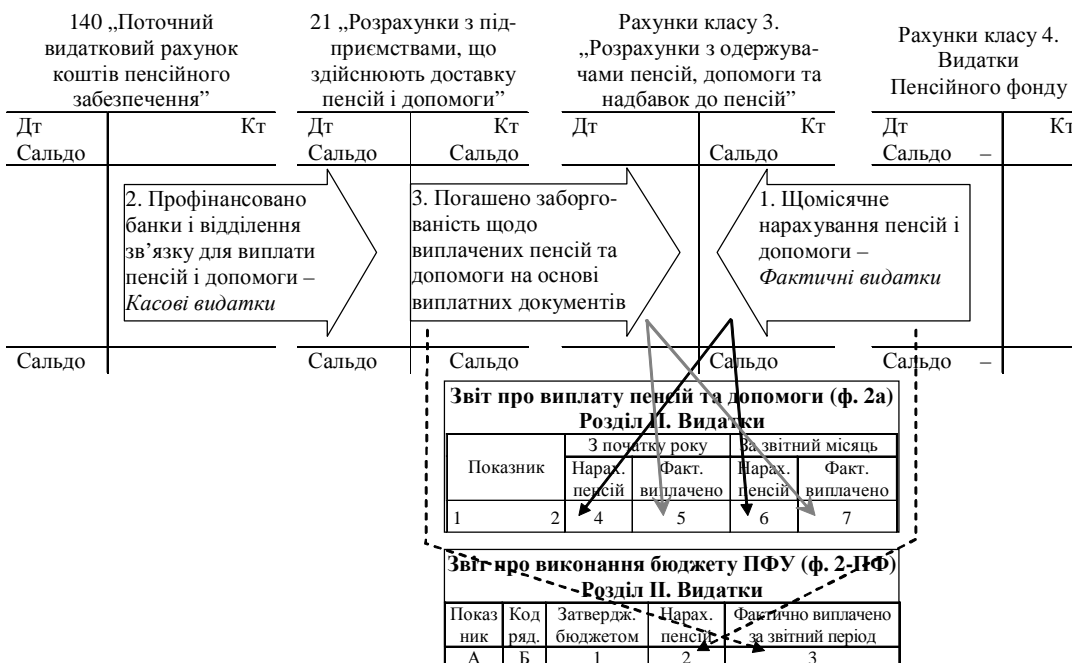 140 „Поточний
видатковий рахунок
коштів пенсійного
забезпечення”
21 „Розрахунки з під-
приємствами, що
здійснюють доставку
пенсій і допомоги”
Рахунки класу 3.
„Розрахунки з одержува-
чами пенсій, допомоги та
надбавок до пенсій”
Рахунки класу 4.
Видатки
Пенсійного фонду
Дт Кт Дт Кт Дт Кт Дт Кт
Сальдо Сальдо Сальдо Сальдо Сальдо –
2. Профінансовано
банки і відділення
зв’язку для виплати
пенсій і допомоги –
Касові видатки
3. Погашено заборго-
ваність щодо
виплачених пенсій та
допомоги на основі
виплатних документів
1. Щомісячне
нарахування пенсій і
допомоги –
Фактичні видатки
Сальдо Сальдо Сальдо Сальдо Сальдо –
Звіт про виплату пенсій та допомоги (ф. 2а)
Розділ ІІ. Видатки
Показник
З початку року За звітний місяць
Нарах. пенсій
Факт. виплачено
Нарах. пенсій
Факт. виплачено
1 2 4 5 6 7
Звіт про виконання бюджету ПФУ (ф. 2-ПФ)
Розділ ІІ. Видатки
Показ Код Затвердж. Нарах. Фактично виплачено
ник ряд. бюджетом пенсій за звітний період
А Б 1 2 3